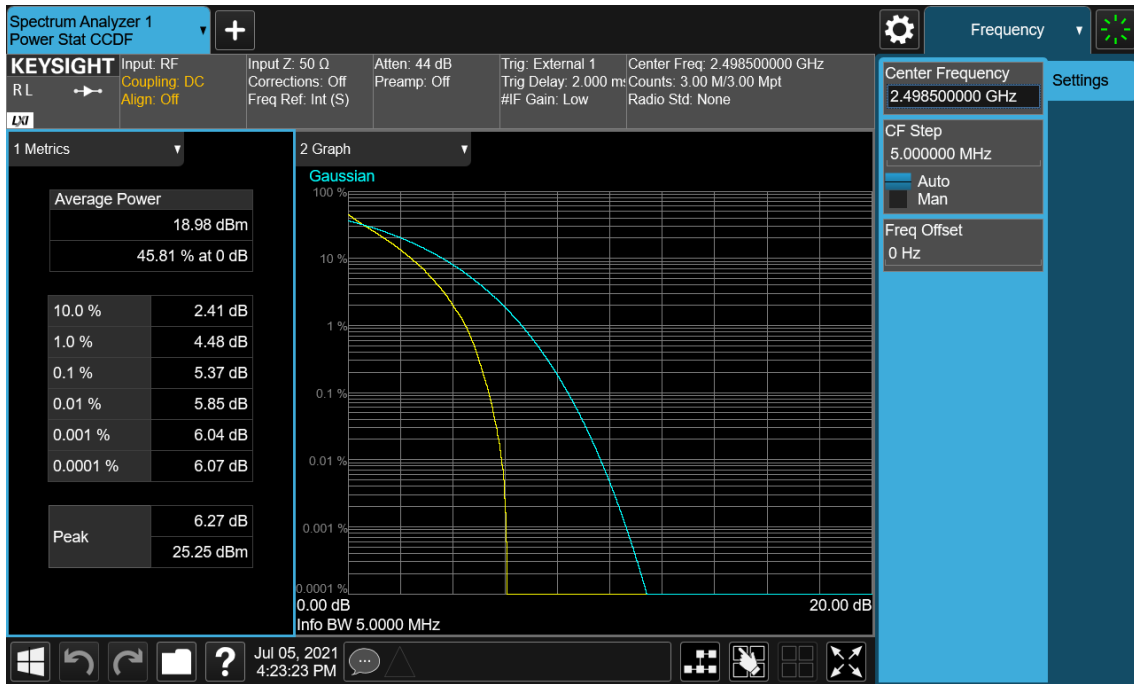 Spectrum Analyzer 1
Power Stat CCDF
Frequency
KEYSIGHT
RL
LXI
Input: RF
Coupling: DC
Align: Off
Input Z: 50 Ω
Corrections: Off
Freq Ref: Int (S)
Atten: 44 dB
Preamp: Off
Trig: External 1
Trig Delay: 2.000 ms
#IF Gain: Low
Center Freq: 2.498500000 GHz
Counts: 3.00 M/3.00 Mpt
Radio Std: None
Center Frequency
2.498500000 GHz
Settings
CF Step
5.000000 MHz
Auto
Man
Freq Offset
0 Hz
1 Metrics
Average Power
18.98 dBm
45.81 % at 0 dB
10.0 % 2.41 dB
1.0 % 4.48 dB
0.1 % 5.37 dB
0.01 % 5.85 dB
0.001 % 6.04 dB
0.0001 % 6.07 dB
Peak
6.27 dB
25.25 dBm
2 Graph
Gaussian
100 %
10 %
1 %
0.1 %
0.01 %
0.001 %
0.0001 %
0.00 dB 20.00 dB
Info BW 5.0000 MHz
?
Jul 05, 2021
4:23:23 PM